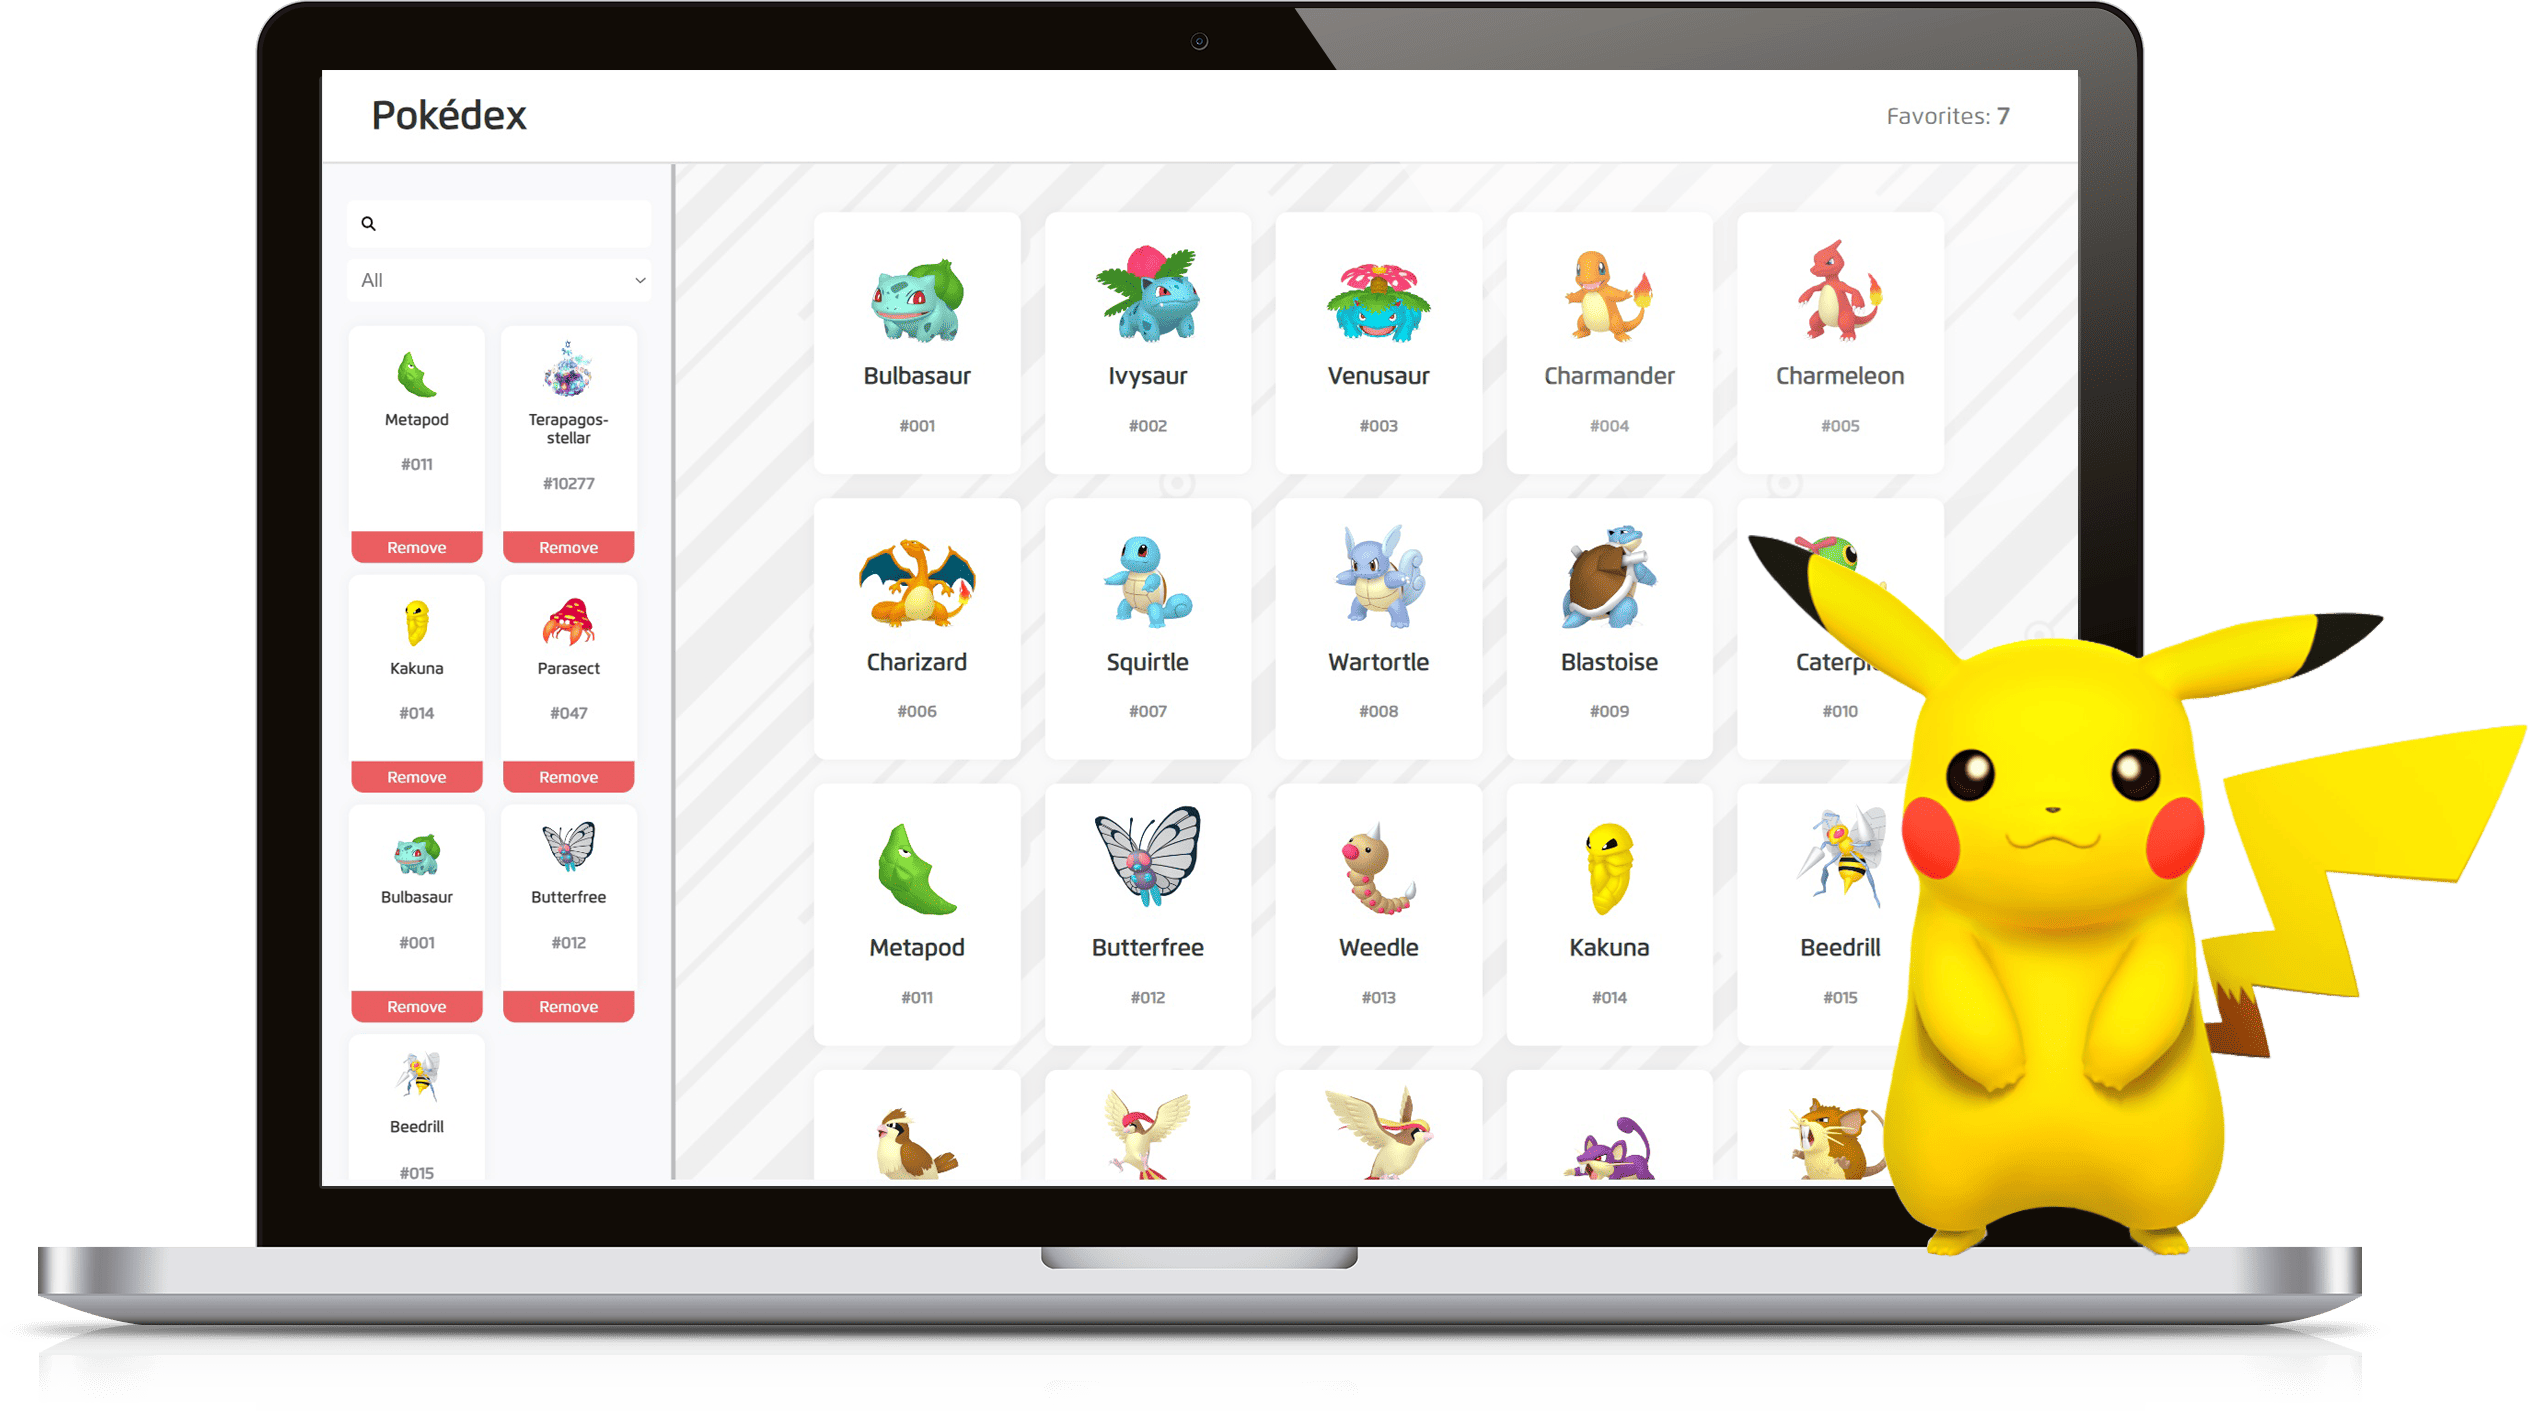 Pokédex
Favorites: 7
All
Metapod
#011
Remove
Terapagos-
stellar
#10277
Remove
Kakuna
#014
Remove
Parasect
#047
Remove
Bulbasaur
#001
Remove
Butterfree
#012
Remove
Beedrill
#015
Bulbasaur
#001
Ivysaur
#002
Venusaur
#003
Charmander
#004
Charmeleon
#005
Charizard
#006
Squirtle
#007
Wartortle
#008
Blastoise
#009
#010
Metapod
#011
Butterfree
#012
Weedle
#013
Kakuna
#014
Beedrill
#015